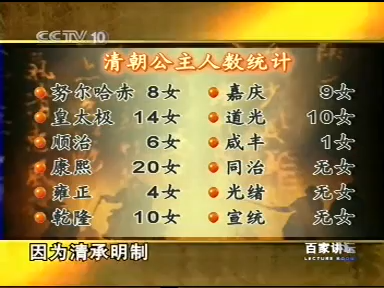 CCTV 10
清朝公主人数统计
努尔哈赤 8女
皇太极 14女
顺治 6女
康熙 20女
雍正 4女
乾隆 10女
嘉庆 9女
道光 10女
咸丰 1女
同治 无女
光绪 无女
宣统 无女
因为清承明制
百家讲坛
LECTURE ROOM